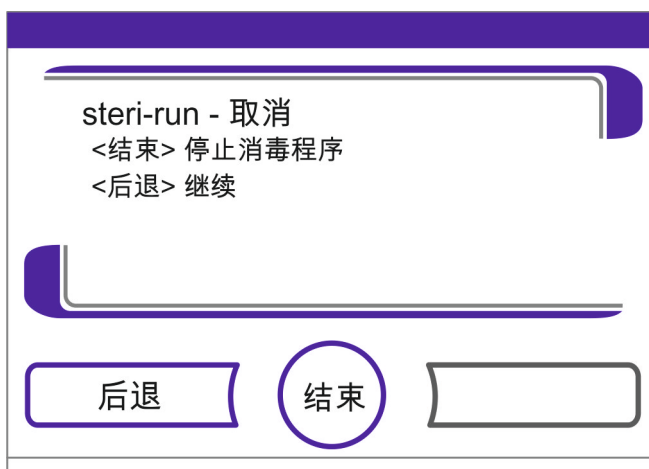 steri-run - 取消
<结束> 停止消毒程序
<后退> 继续
后退
结束